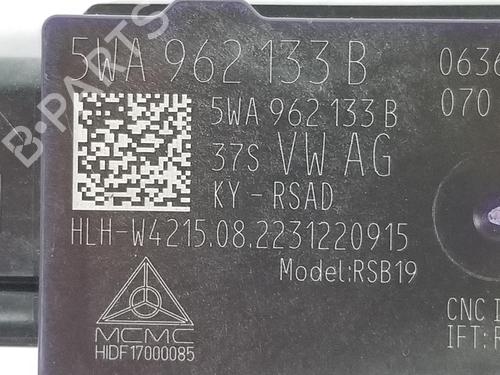 5WA 962 133 B
0636
070
5WA 962 133 B
37S VW AG
KY-RSAD
HLH-W4215.08.2231220915
Model:RSB19
MCMC
HIDF17000085
CNC I
IFT: R
B-PARTS